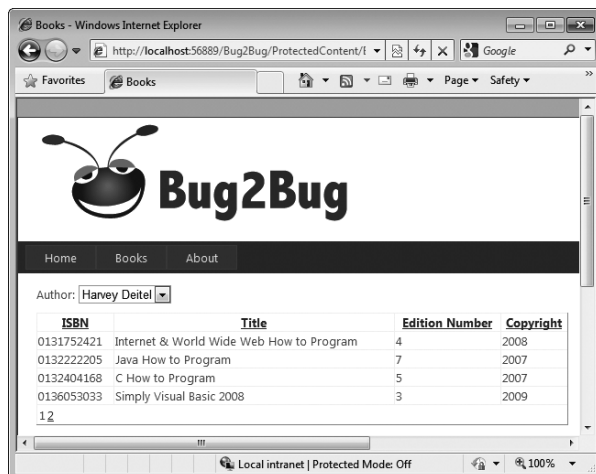 Books - Windows Internet Explorer
http://localhost:56889/Bug2Bug/ProtectedContent/
Google
Favorites
Books
Page
Safety
»
Bug2Bug
Home Books About
Author: Harvey Deitel
ISBN Title Edition Number Copyright
0131752421 Internet & World Wide Web How to Program 4 2008
0132222205 Java How to Program 7 2007
0132404168 C How to Program 5 2007
0136053033 Simply Visual Basic 2008 3 2009
1 2
Local intranet | Protected Mode: Off
100%